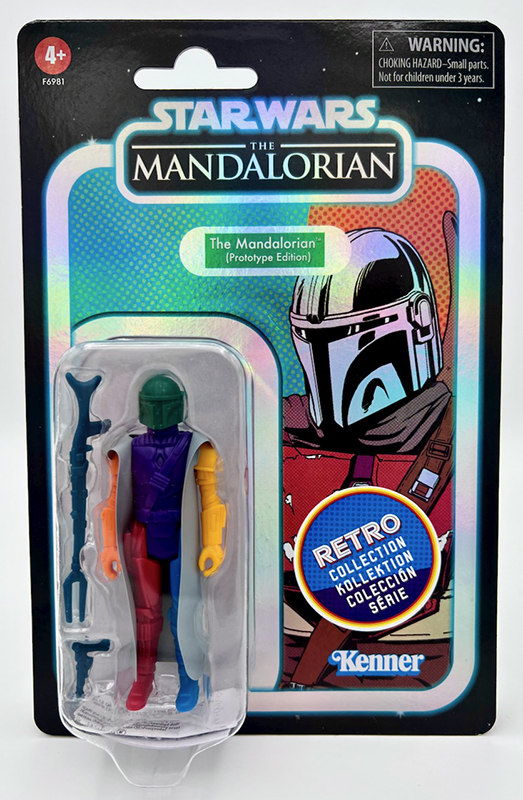 4+
F6981
WARNING:
CHOKING HAZARD–Small parts.
Not for children under 3 years.
STAR WARS
THE
MANDALORIAN
The Mandalorian™
(Prototype Edition)
RETRO
COLLECTION
KOLLEKTION
COLECCIÓN
SÉRIE
Kenner